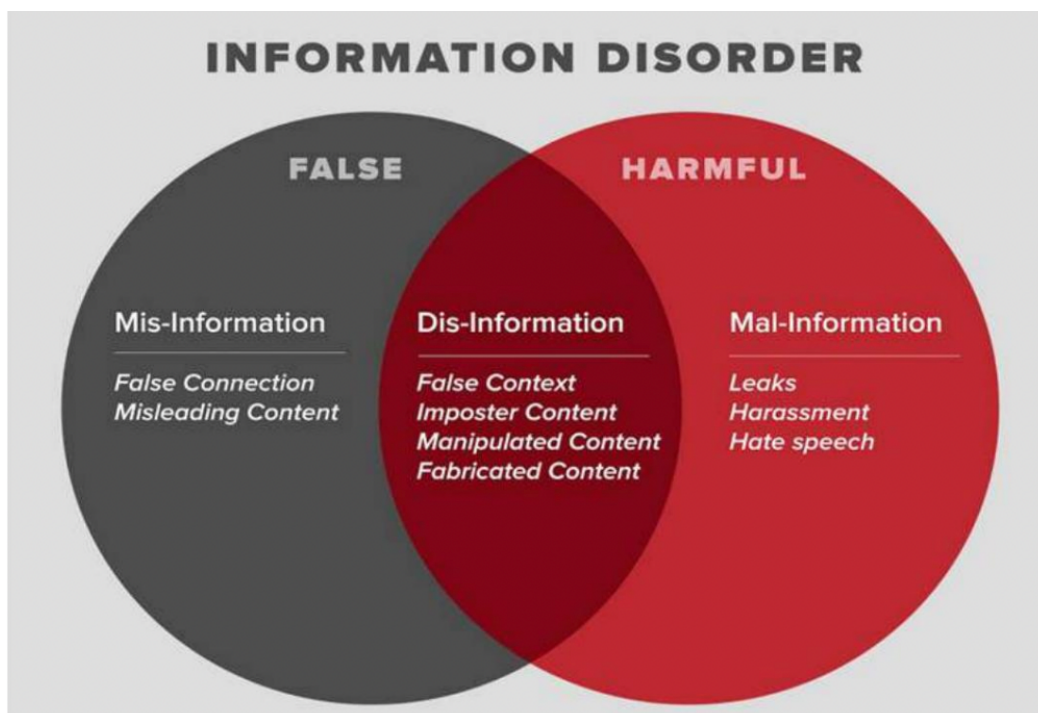 INFORMATION DISORDER
FALSE
HARMFUL
Mis-Information
False Connection
Misleading Content
Dis-Information
False Context
Imposter Content
Manipulated Content
Fabricated Content
Mal-Information
Leaks
Harassment
Hate speech